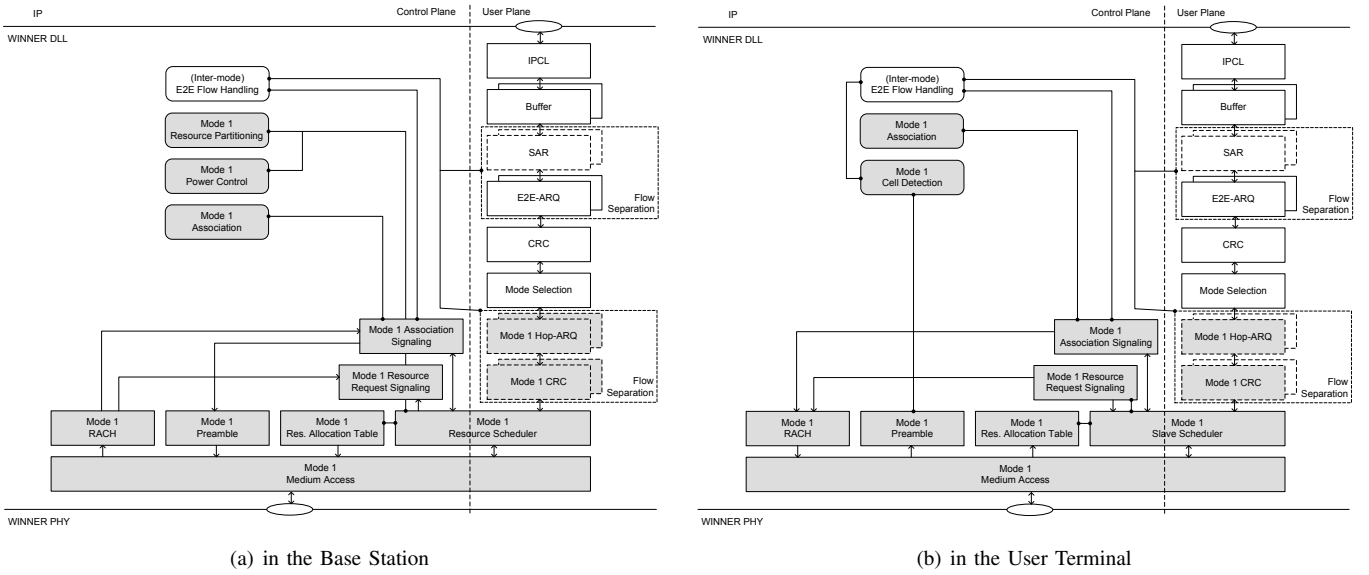 IP
Control Plane
User Plane
WINNER DLL
IPCL
(Inter-mode)
E2E Flow Handling
Buffer
Mode 1
Resource Partitioning
SAR
Mode 1
Power Control
E2E-ARQ
Flow
Separation
Mode 1
Association
CRC
Mode Selection
Mode 1 Association
Signaling
Mode 1 Hop-ARQ
Mode 1 Resource
Request Signaling
Mode 1 CRC
Flow
Separation
Mode 1
RACH
Mode 1
Preamble
Mode 1
Res. Allocation Table
Mode 1
Resource Scheduler
Mode 1
Medium Access
WINNER PHY
(a) in the Base Station
IP
Control Plane
User Plane
WINNER DLL
IPCL
(Inter-mode)
E2E Flow Handling
Buffer
Mode 1
Association
SAR
Mode 1
Cell Detection
E2E-ARQ
Flow
Separation
CRC
Mode Selection
Mode 1
Association Signaling
Mode 1 Hop-ARQ
Mode 1 Resource
Request Signaling
Mode 1 CRC
Flow
Separation
Mode 1
RACH
Mode 1
Preamble
Mode 1
Res. Allocation Table
Mode 1
Slave Scheduler
Mode 1
Medium Access
WINNER PHY
(b) in the User Terminal